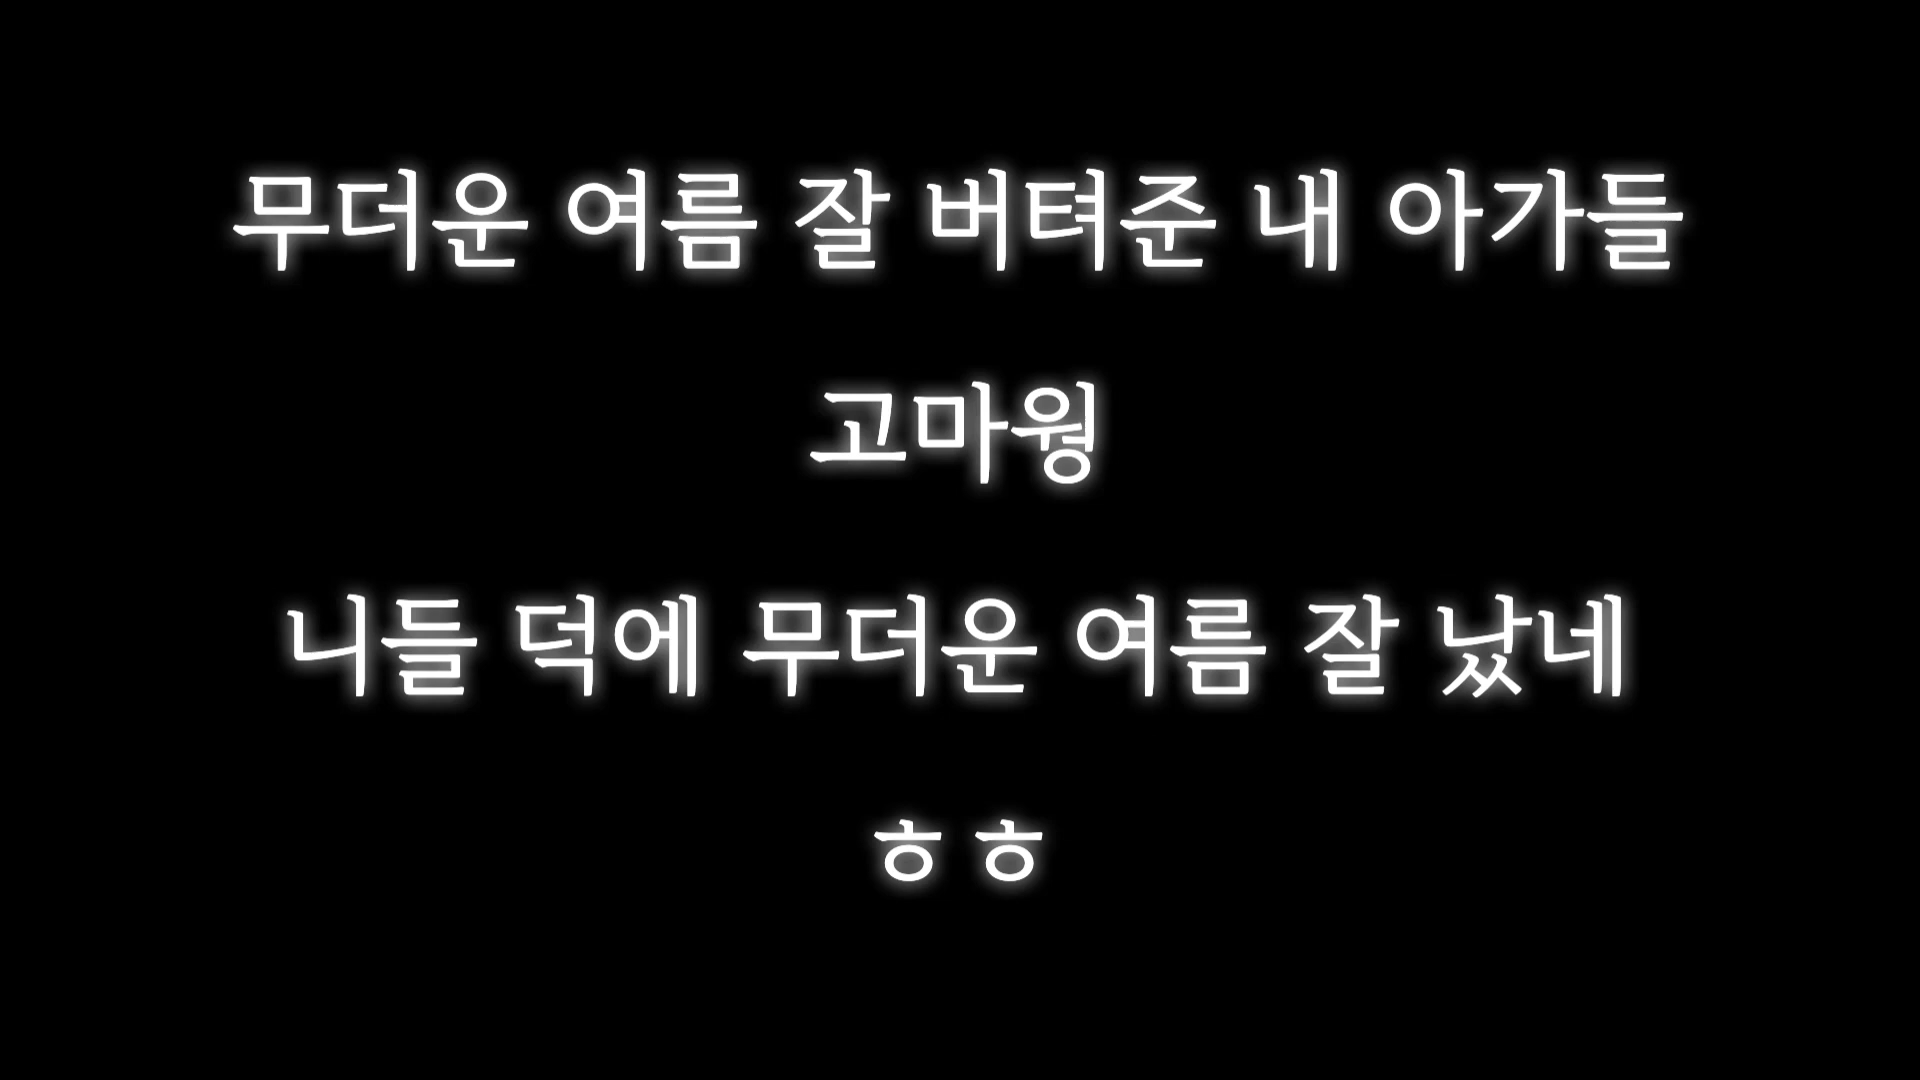 무더운 여름 잘 버텨준 내 아가들
고마웡
니들 덕에 무더운 여름 잘 났네
ㅎㅎ